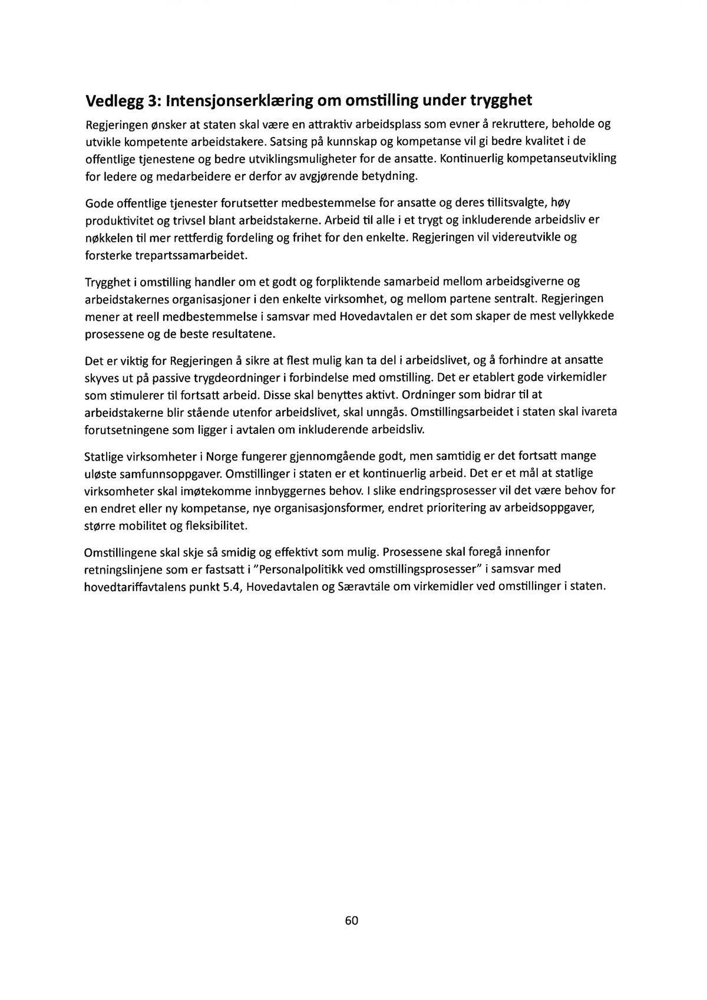 Vedlegg 3: Intensjonserklæring om omstilling under trygghet
Regjeringen ønsker at staten skal være en attraktiv arbeidsplass som evner å rekruttere, beholde og
utvikle kompetente arbeidstakere. Satsing på kunnskap og kompetanse vil gi bedre kvalitet i de
offentlige tjenestene og bedre utviklingsmuligheter for de ansatte. Kontinuerlig kompetanseutvikling
for ledere og medarbeidere er derfor av avgjørende betydning.
Gode offentlige tjenester forutsetter medbestemmelse for ansatte og deres tillitsvalgte, høy
produktivitet og trivsel blant arbeidstakerne. Arbeid til alle i et trygt og inkluderende arbeidsliv er
nøkkelen til mer rettferdig fordeling og frihet for den enkelte. Regjeringen vil videreutvikle og
forsterke trepartssamarbeidet.
Trygghet i omstilling handler om et godt og forpliktende samarbeid mellom arbeidsgiverne og
arbeidstakernes organisasjoner i den enkelte virksomhet, og mellom partene sentralt. Regjeringen
mener at reell medbestemmelse i samsvar med Hovedavtalen er det som skaper de mest vellykkede
prosessene og de beste resultatene.
Det er viktig for Regjeringen å sikre at flest mulig kan ta del i arbeidslivet, og å forhindre at ansatte
skyves ut på passive trygdeordninger i forbindelse med omstilling. Det er etablert gode virkemidler
som stimulerer til fortsatt arbeid. Disse skal benyttes aktivt. Ordninger som bidrar til at
arbeidstakerne blir stående utenfor arbeidslivet, skal unngås. Omstillingsarbeidet i staten skal ivareta
forutsetningene som ligger i avtalen om inkluderende arbeidsliv.
Statlige virksomheter i Norge fungerer gjennomgående godt, men samtidig er det fortsatt mange
uløste samfunnsoppgaver. Omstillinger i staten er et kontinuerlig arbeid. Det er et mål at statlige
virksomheter skal imøtekomme innbyggernes behov. I slike endringsprosesser vil det være behov for
en endret eller ny kompetanse, nye organisasjonsformer, endret prioritering av arbeidsoppgaver,
større mobilitet og fleksibilitet.
Omstillingene skal skje så smidig og effektivt som mulig. Prosessene skal foregå innenfor
retningslinjene som er fastsatt i ”Personalpolitikk ved omstillingsprosesser” i samsvar med
hovedtariffavtalens punkt 5.4, Hovedavtalen og Særavtale om virkemidler ved omstillinger i staten.
60